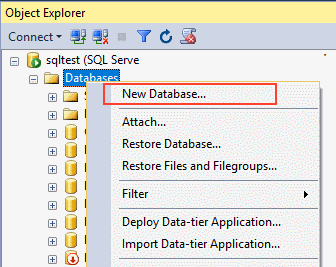 Object Explorer
Connect
sqltest (SQL Serve
Databases
New Database...
Attach...
Restore Database...
Restore Files and Filegroups...
Filter
Deploy Data-tier Application...
Import Data-tier Application...